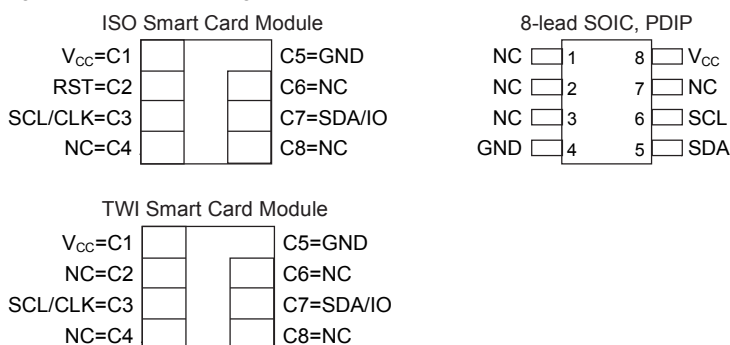 ISO Smart Card Module
V_CC=C1
C5=GND
RST=C2
C6=NC
SCL/CLK=C3
C7=SDA/IO
NC=C4
C8=NC
8-lead SOIC, PDIP
NC 1 8 V_CC
NC 2 7 NC
NC 3 6 SCL
GND 4 5 SDA
TWI Smart Card Module
V_CC=C1
C5=GND
NC=C2
C6=NC
SCL/CLK=C3
C7=SDA/IO
NC=C4
C8=NC